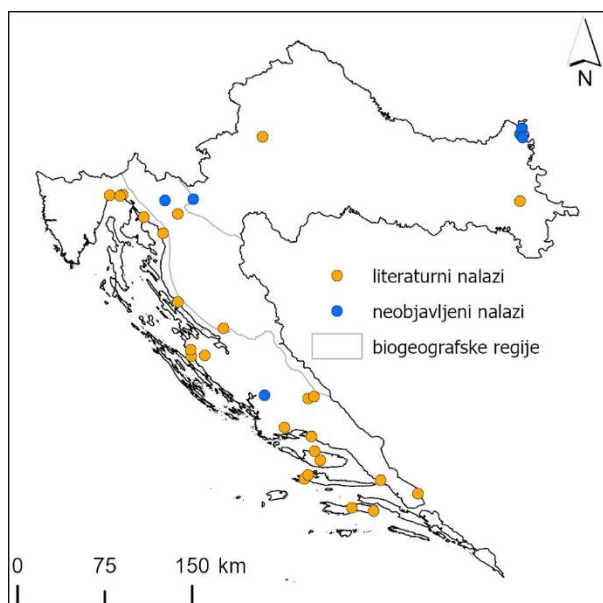 N
literaturni nalazi
neobjavljeni nalazi
biogeografske regije
0 75 150 km